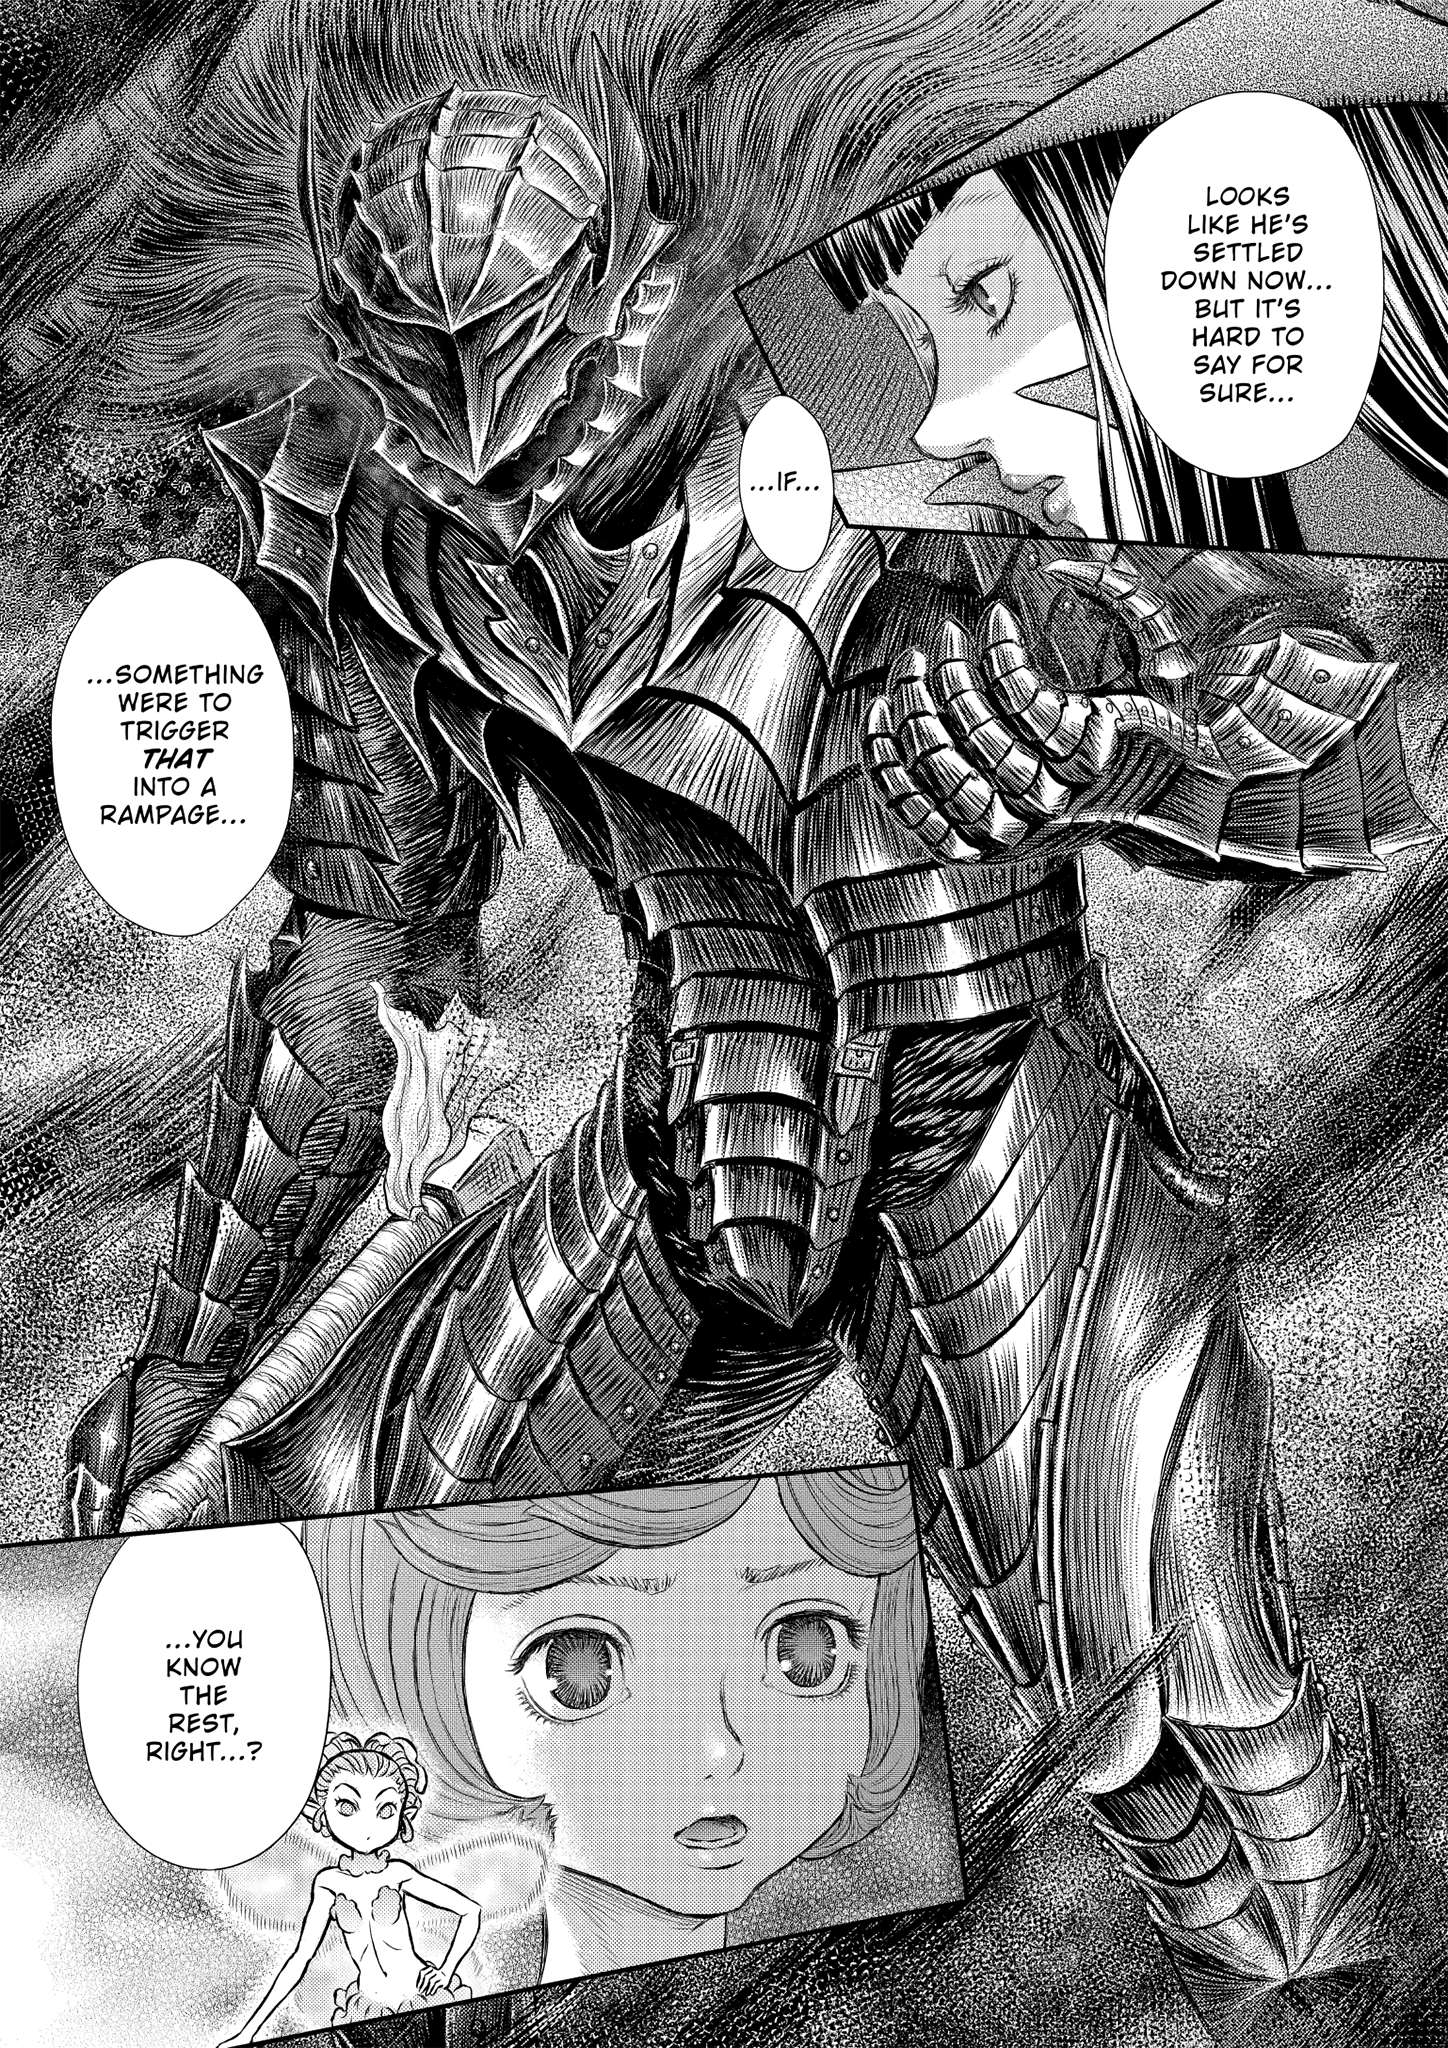 LOOKS
LIKE HE'S
SETTLED
DOWN NOW...
BUT IT'S
HARD TO
SAY FOR
SURE...
...IF...
...SOMETHING
WERE TO
TRIGGER
THAT
INTO A
RAMPAGE...
...YOU
KNOW
THE
REST,
RIGHT...?